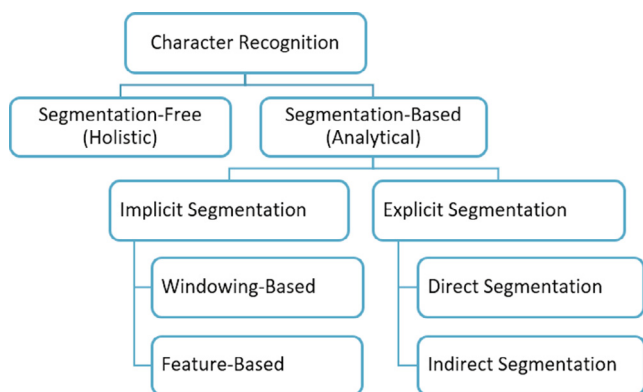 Character Recognition
Segmentation-Free
(Holistic)
Segmentation-Based
(Analytical)
Implicit Segmentation
Explicit Segmentation
Windowing-Based
Direct Segmentation
Feature-Based
Indirect Segmentation